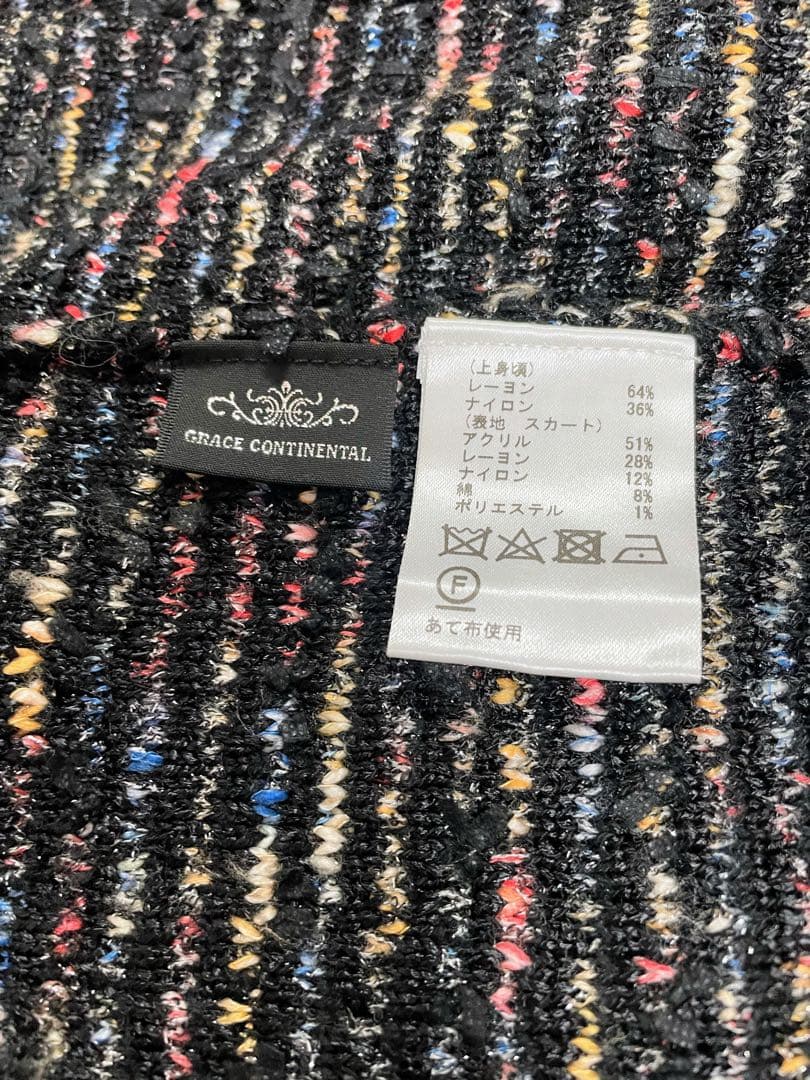 GRACE CONTINENTAL
(上身頃)
レーヨン 64%
ナイロン 36%
(表地 スカート)
アクリル 51%
レーヨン 28%
ナイロン 12%
綿 8%
ポリエステル 1%
F
あて布使用